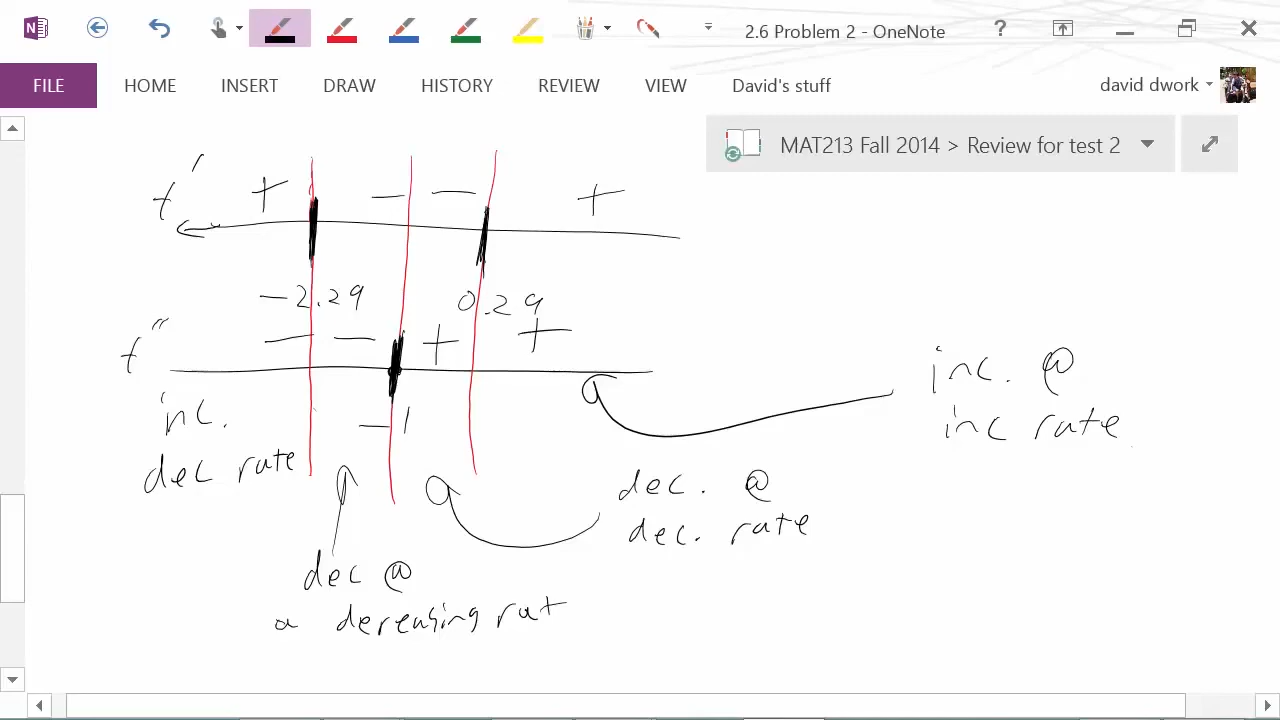 2.6 Problem 2 - OneNote
?
FILE HOME INSERT DRAW HISTORY REVIEW VIEW David's stuff
david dwork
MAT213 Fall 2014 > Review for test 2
t' + − − +
−2.29 0.29
t" − − + +
−1
inc.
dec rate
inc. @
inc rate
dec. @
dec. rate
dec @
a dereasing rat